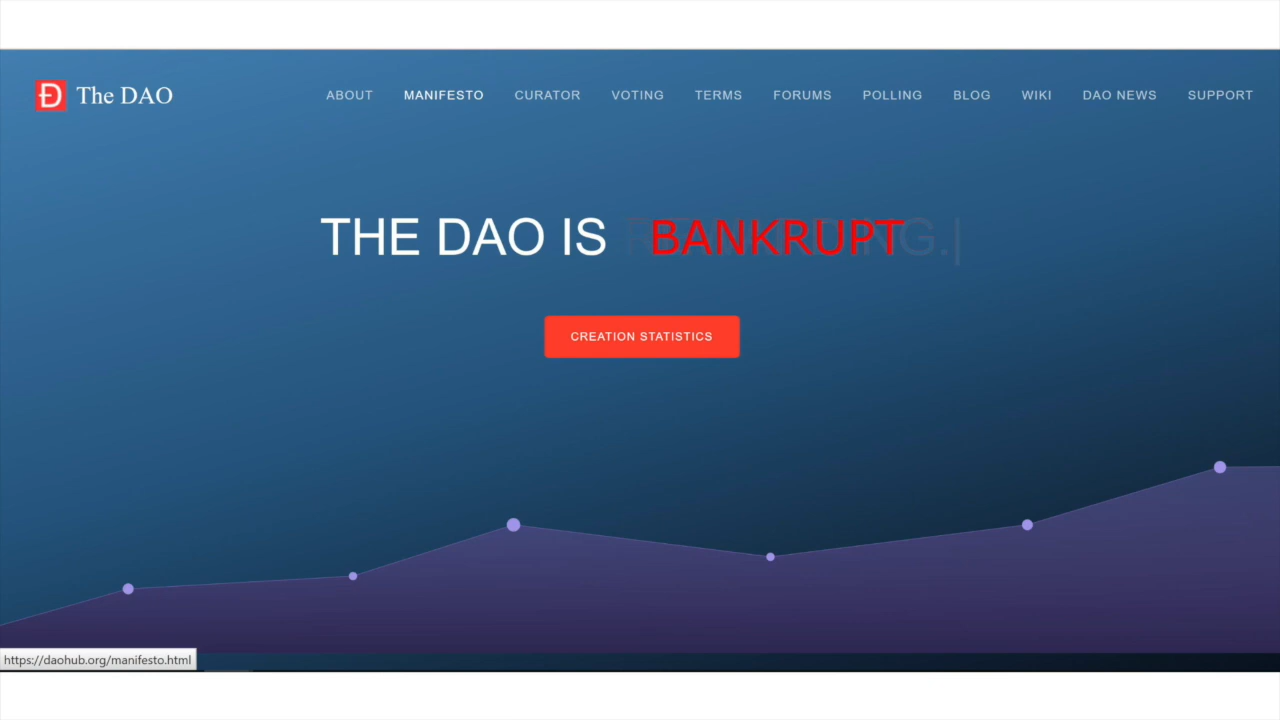 The DAO
ABOUT MANIFESTO CURATOR VOTING TERMS FORUMS POLLING BLOG WIKI DAO NEWS SUPPORT
THE DAO IS BANKRUPT
CREATION STATISTICS
https://daohub.org/manifesto.html